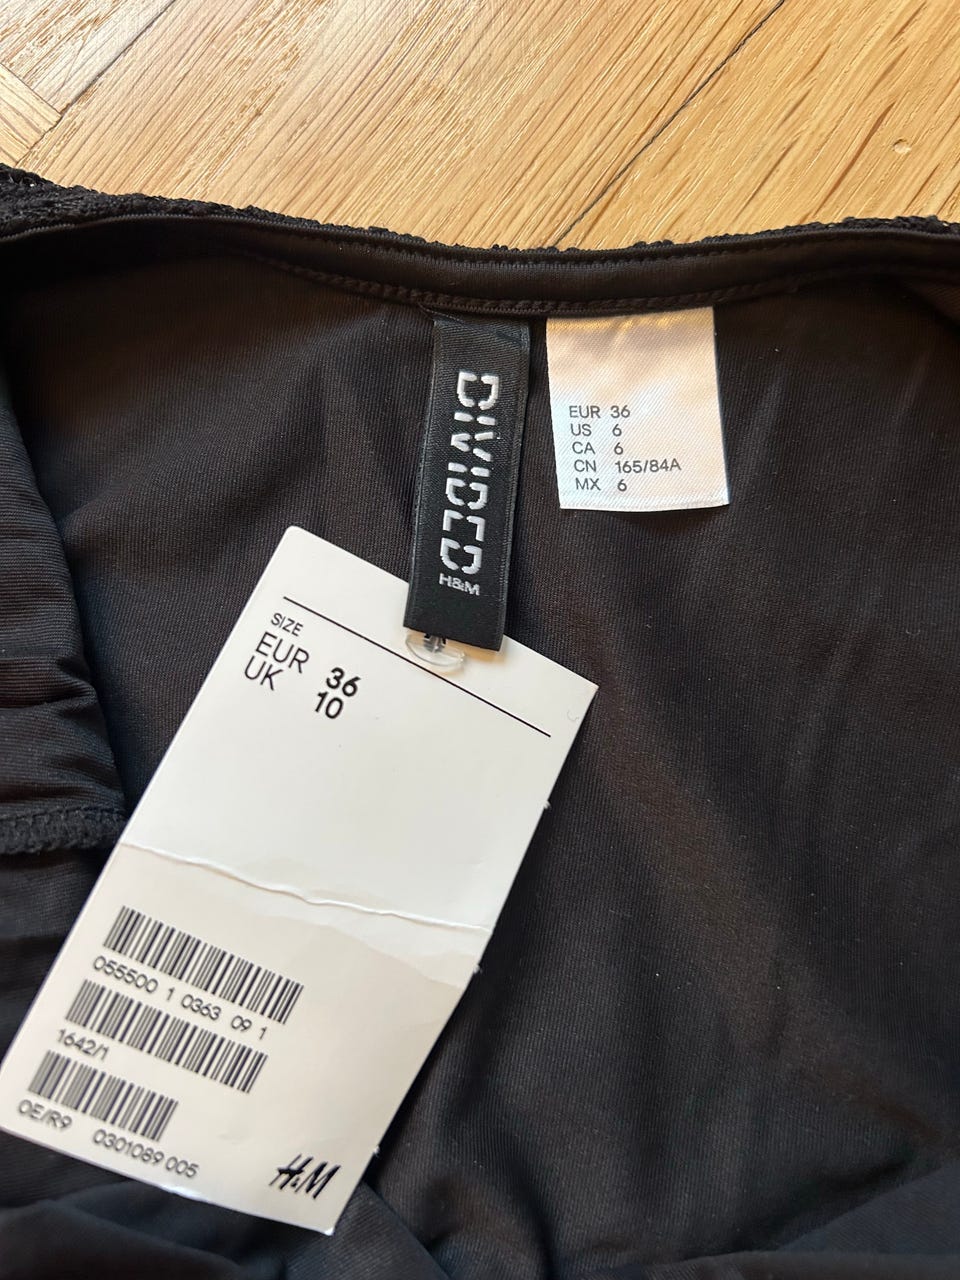 DIVIDED
H&M
EUR 36
US 6
CA 6
CN 165/84A
MX 6
SIZE
EUR 36
UK 10
055500 1 0363 09 1
1642/1
OE/R9 0301089 005
H&M